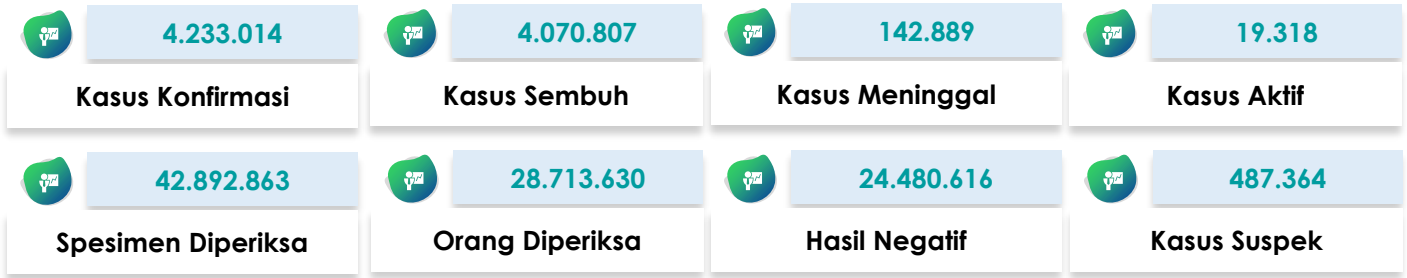 4.233.014
Kasus Konfirmasi
4.070.807
Kasus Sembuh
142.889
Kasus Meninggal
19.318
Kasus Aktif
42.892.863
Spesimen Diperiksa
28.713.630
Orang Diperiksa
24.480.616
Hasil Negatif
487.364
Kasus Suspek